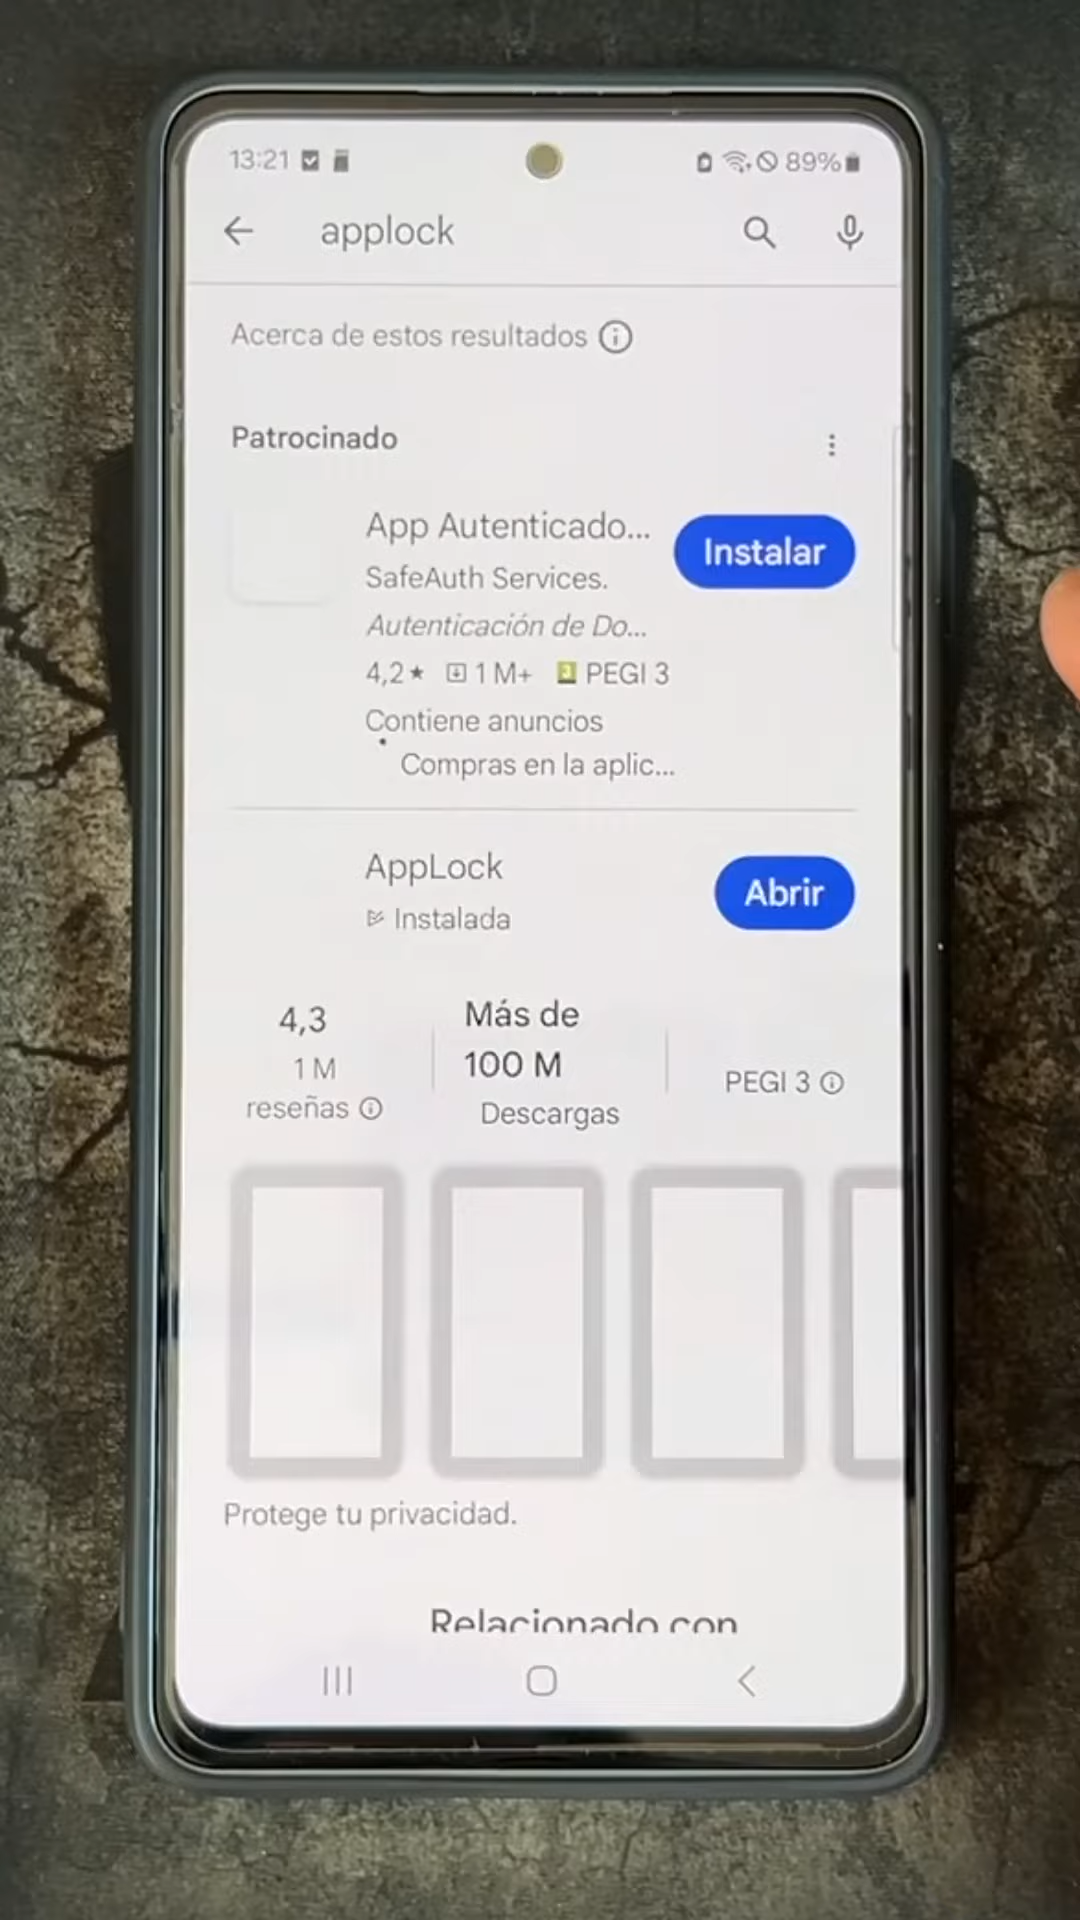 13:21
89%
applock
Acerca de estos resultados
Patrocinado
App Autenticado...
SafeAuth Services.
Autenticación de Do...
4,2★ 1 M+ 3 PEGI 3
Contiene anuncios
• Compras en la aplic...
Instalar
AppLock
Instalada
Abrir
4,3
1 M
reseñas
Más de
100 M
Descargas
PEGI 3
Protege tu privacidad.
Relacionado con